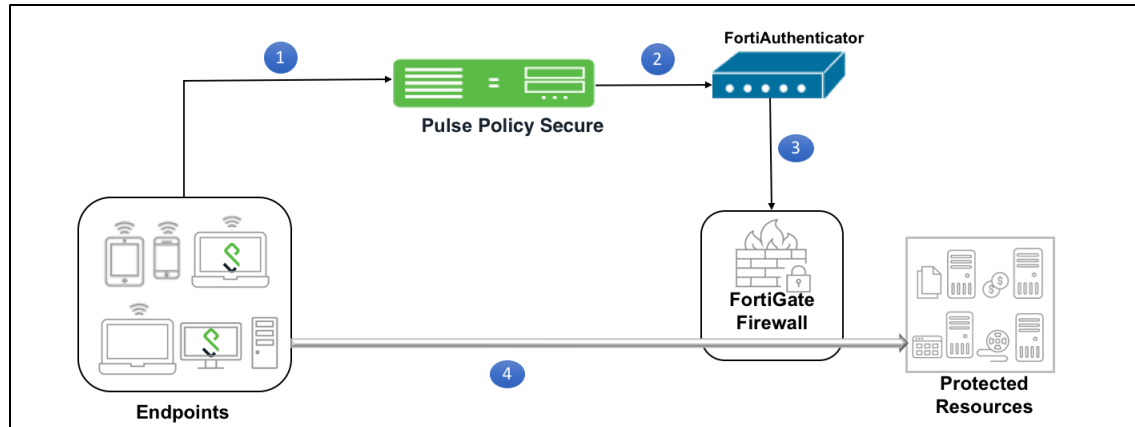 FortiAuthenticator
1
2
Pulse Policy Secure
3
FortiGate
Firewall
4
Endpoints
Protected
Resources